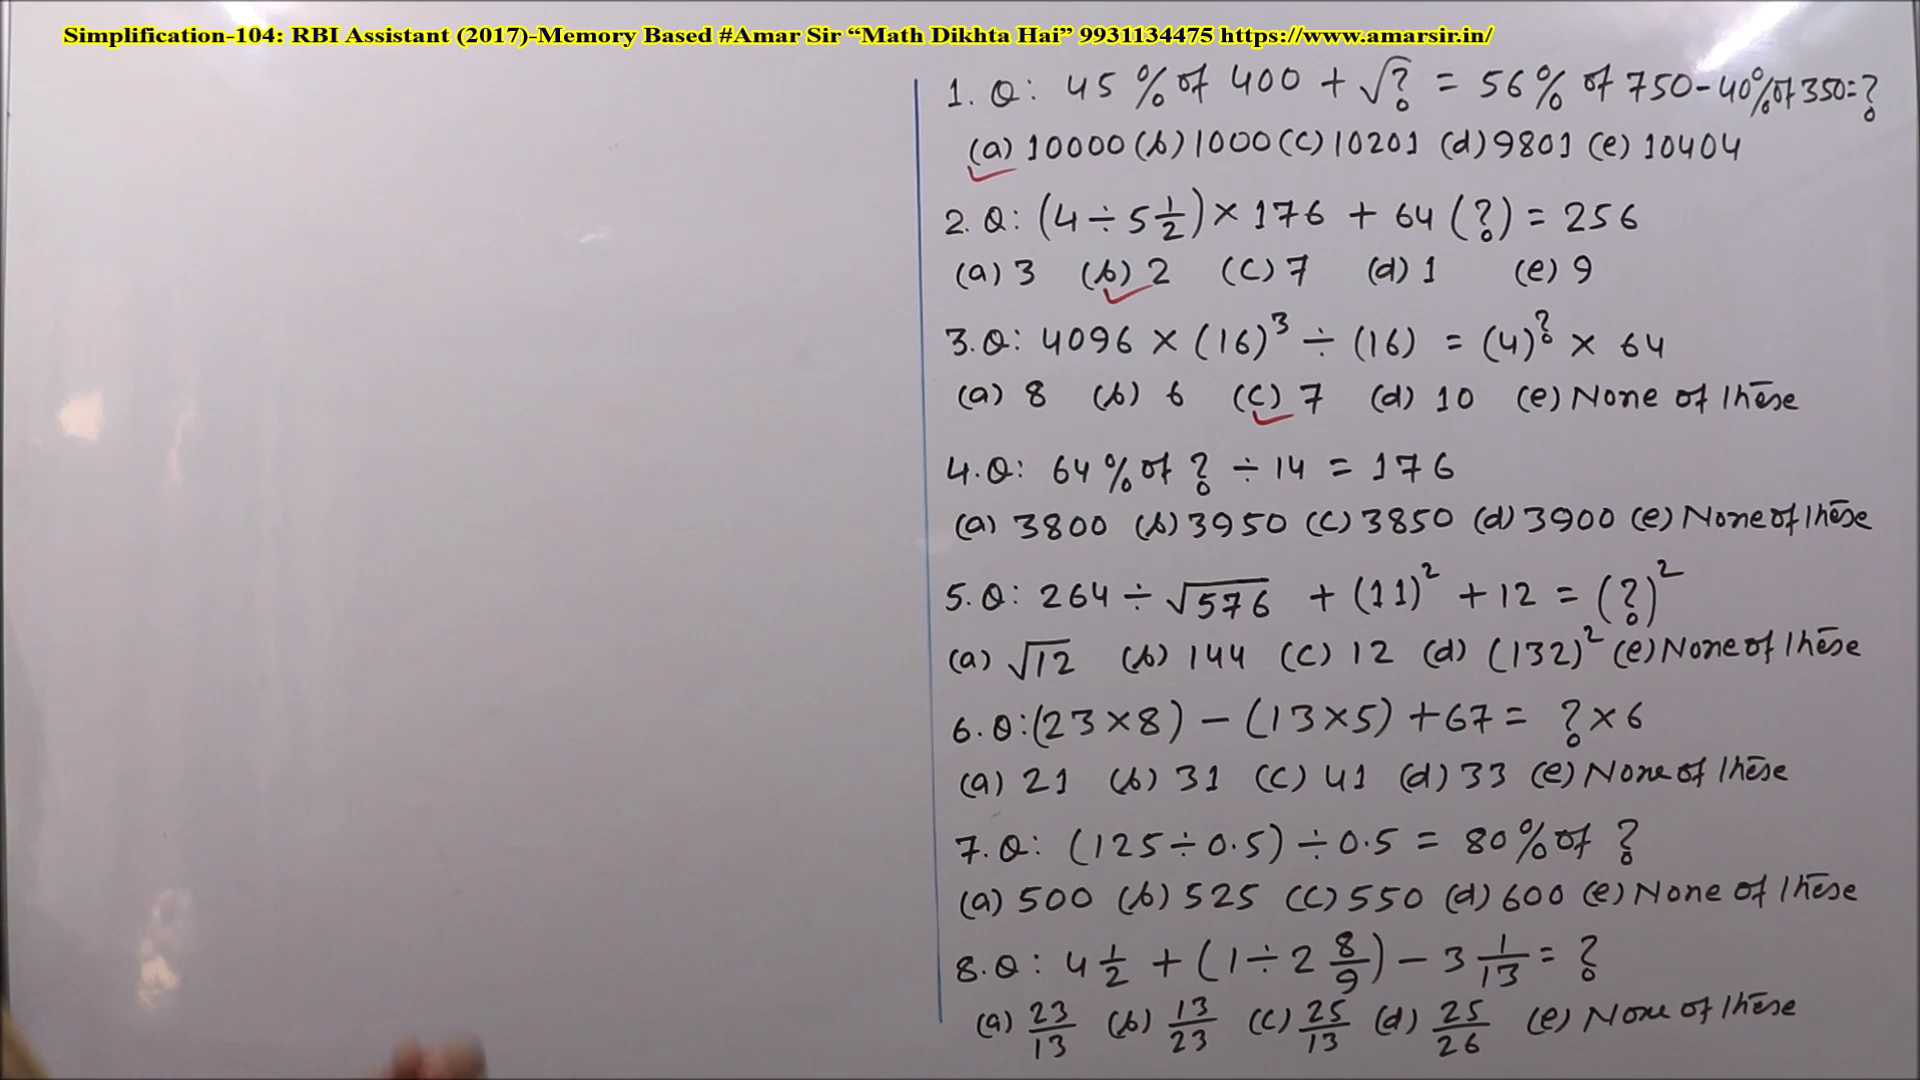 Simplification-104: RBI Assistant (2017)-Memory Based #Amar Sir “Math Dikhta Hai” 9931134475 https://www.amarsir.in/
1. Q: 45 % of 400 + √? = 56% of 750-40% of 350=?
(a) 10000 (b) 1000 (c) 10201 (d) 9801 (e) 10404
2. Q: (4 ÷ 5 1/2) × 176 + 64 (?) = 256
(a) 3 (b) 2 (c) 7 (d) 1 (e) 9
3. Q: 4096 × (16)³ ÷ (16) = (4)^? × 64
(a) 8 (b) 6 (c) 7 (d) 10 (e) None of these
4. Q: 64 % of ? ÷ 14 = 176
(a) 3800 (b) 3950 (c) 3850 (d) 3900 (e) None of these
5. Q: 264 ÷ √576 + (11)² + 12 = (?)²
(a) √12 (b) 144 (c) 12 (d) (132)² (e) None of these
6. Q: (23×8) – (13×5) +67 = ?×6
(a) 21 (b) 31 (c) 41 (d) 33 (e) None of these
7. Q: (125÷0.5) ÷0.5 = 80% of ?
(a) 500 (b) 525 (c) 550 (d) 600 (e) None of these
8. Q: 4 1/2 + (1÷2 8/9) – 3 1/13 = ?
(a) 23/13 (b) 13/23 (c) 25/13 (d) 25/26 (e) None of these